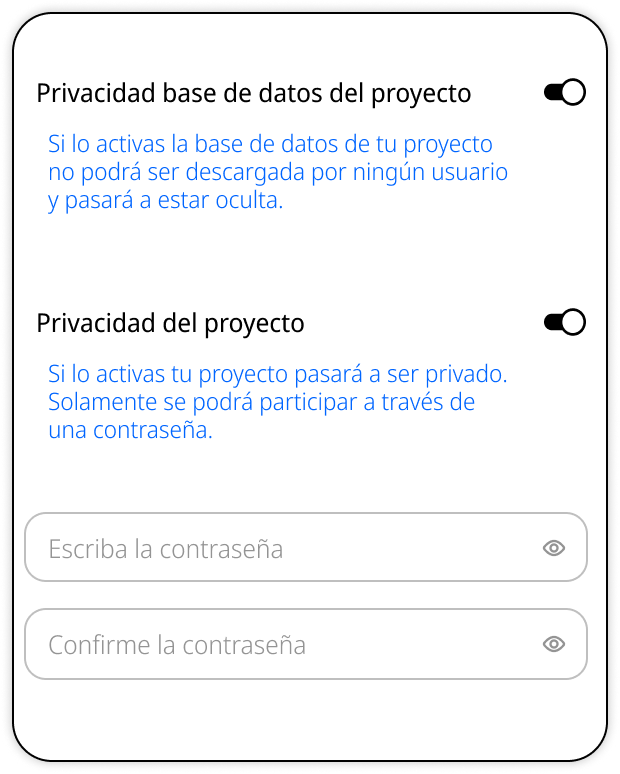 Privacidad base de datos del proyecto
Si lo activas la base de datos de tu proyecto
no podrá ser descargada por ningún usuario
y pasará a estar oculta.
Privacidad del proyecto
Si lo activas tu proyecto pasará a ser privado.
Solamente se podrá participar a través de
una contraseña.
Escriba la contraseña
Confirme la contraseña